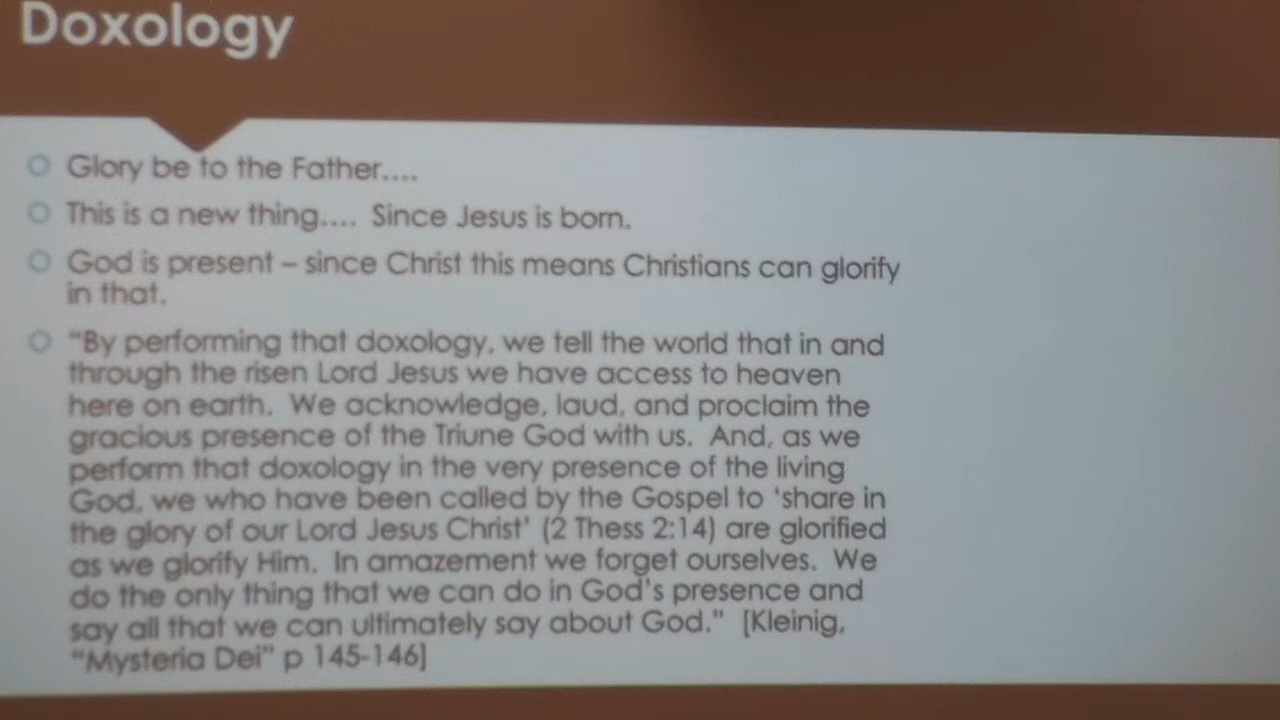 Doxology
Glory be to the Father....
This is a new thing.... Since Jesus is born.
God is present – since Christ this means Christians can glorify
in that.
"By performing that doxology, we tell the world that in and
through the risen Lord Jesus we have access to heaven
here on earth. We acknowledge, laud, and proclaim the
gracious presence of the Triune God with us. And, as we
perform that doxology in the very presence of the living
God, we who have been called by the Gospel to 'share in
the glory of our Lord Jesus Christ' (2 Thess 2:14) are glorified
as we glorify Him. In amazement we forget ourselves. We
do the only thing that we can do in God's presence and
say all that we can ultimately say about God." [Kleinig,
"Mysteria Dei" p 145-146]